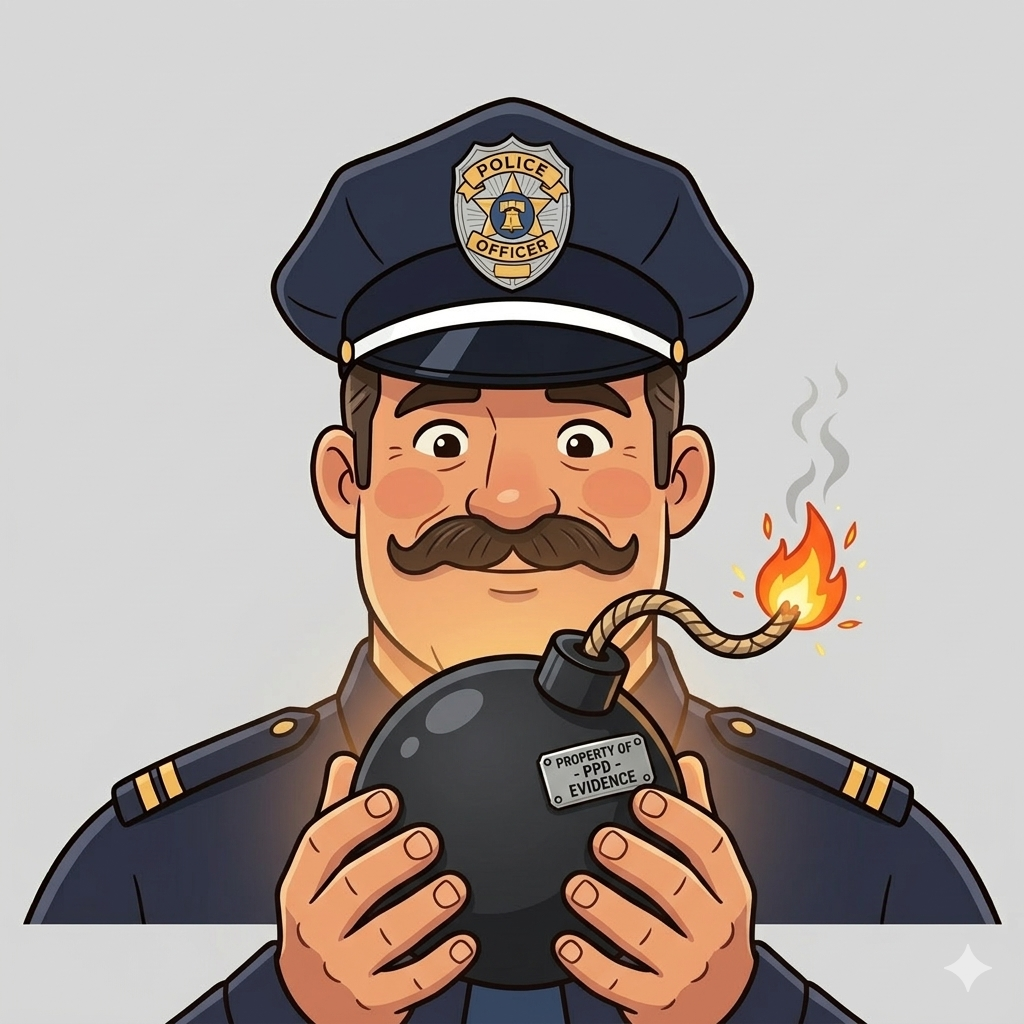 POLICE
OFFICER
PROPERTY OF
- PPD -
EVIDENCE